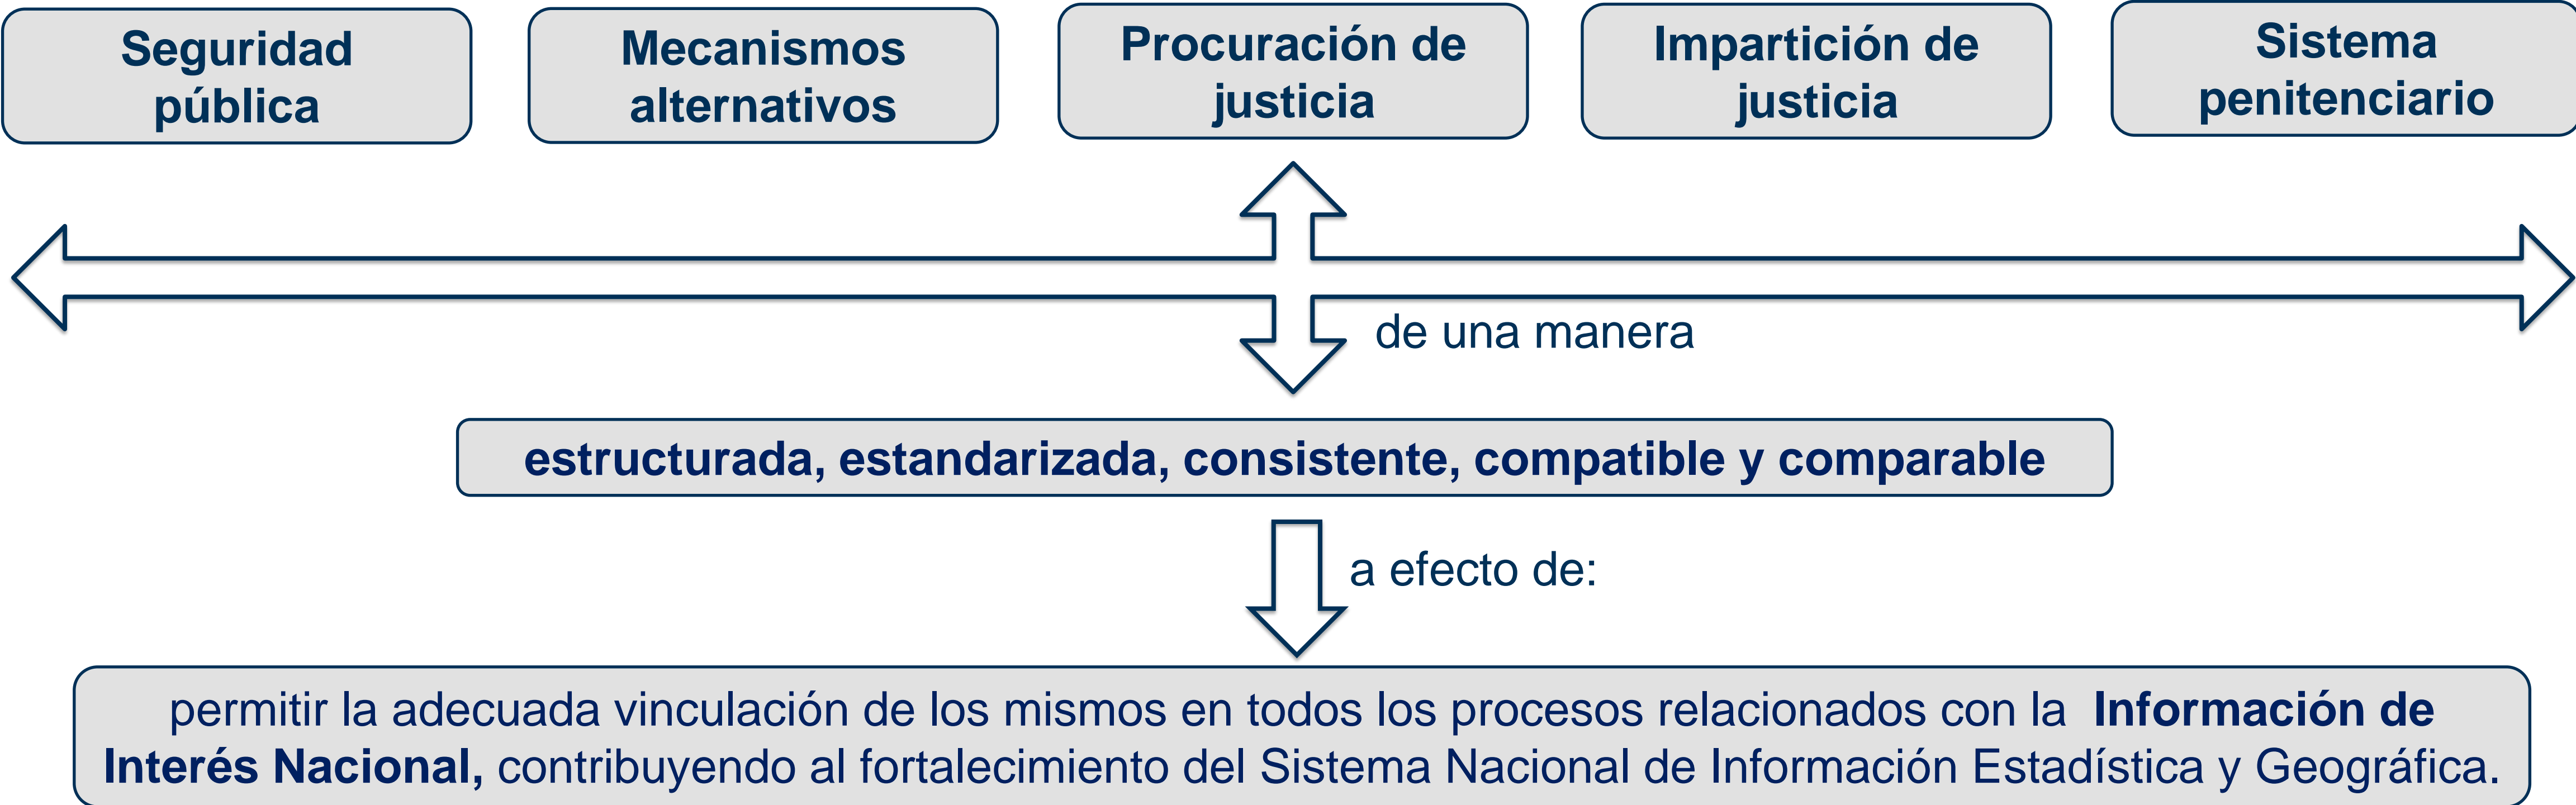 Seguridad
pública
Mecanismos
alternativos
Procuración de
justicia
Impartición de
justicia
Sistema
penitenciario
de una manera
estructurada, estandarizada, consistente, compatible y comparable
a efecto de:
permitir la adecuada vinculación de los mismos en todos los procesos relacionados con la Información de
Interés Nacional, contribuyendo al fortalecimiento del Sistema Nacional de Información Estadística y Geográfica.